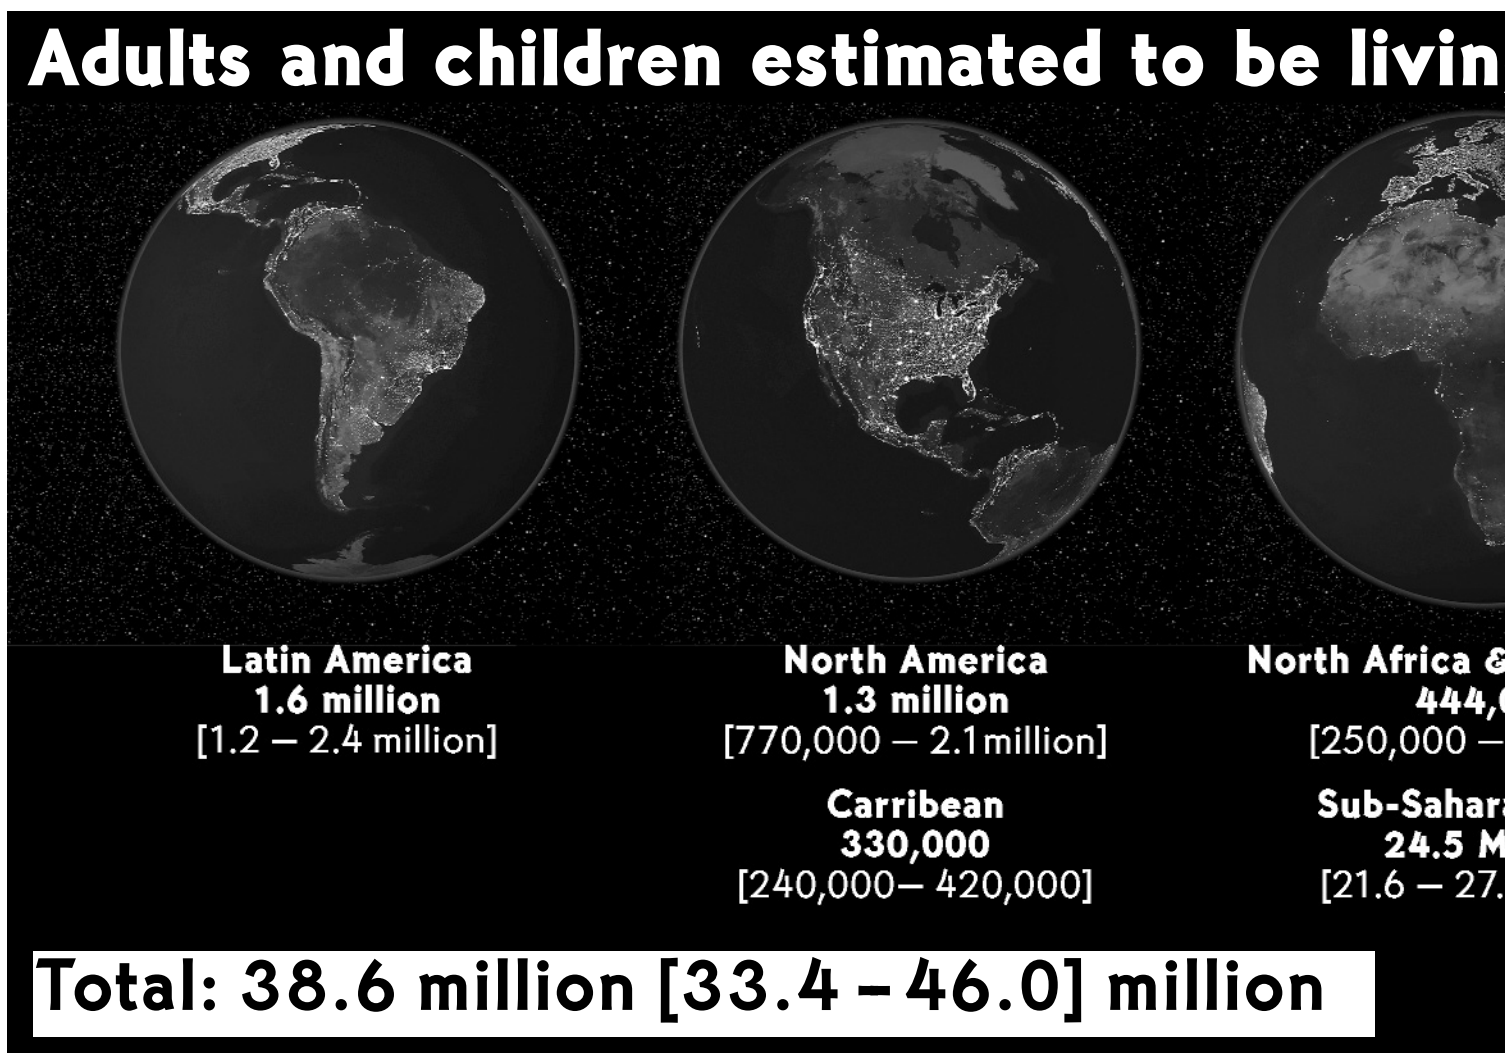 Adults and children estimated to be livin
Latin America
1.6 million
[1.2 – 2.4 million]
North America
1.3 million
[770,000 – 2.1million]
Carribean
330,000
[240,000– 420,000]
North Africa &
444,
[250,000 –
Sub-Sahar
24.5 M
[21.6 – 27.
Total: 38.6 million [33.4 – 46.0] million